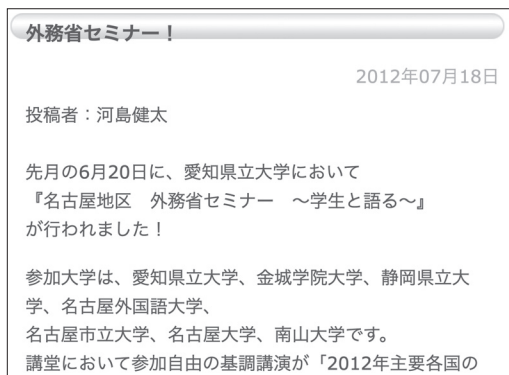 外務省セミナー！
2012年07月18日
投稿者：河島健太
先月の6月20日に、愛知県立大学において
『名古屋地区　外務省セミナー　～学生と語る～』
が行われました！
参加大学は、愛知県立大学、金城学院大学、静岡県立大
学、名古屋外国語大学、
名古屋市立大学、名古屋大学、南山大学です。
講堂において参加自由の基調講演が「2012年主要各国の